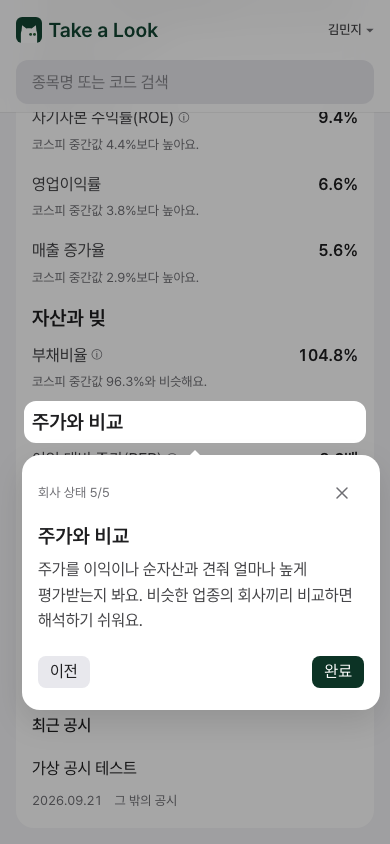 Take a Look
김민지
종목명 또는 코드 검색
자기자본 수익률(ROE) 9.4%
코스피 중간값 4.4%보다 높아요.
영업이익률 6.6%
코스피 중간값 3.8%보다 높아요.
매출 증가율 5.6%
코스피 중간값 2.9%보다 높아요.
자산과 빚
부채비율 104.8%
코스피 중간값 96.3%와 비슷해요.
주가와 비교
회사 상태 5/5
주가와 비교
주가를 이익이나 순자산과 견줘 얼마나 높게
평가받는지 봐요. 비슷한 업종의 회사끼리 비교하면
해석하기 쉬워요.
이전
완료
최근 공시
가상 공시 테스트
2026.09.21 그 밖의 공시